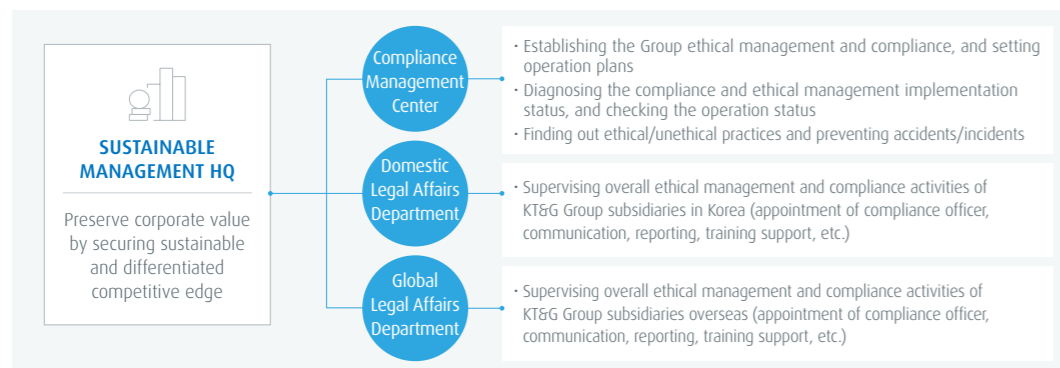 SUSTAINABLE
MANAGEMENT HQ
Preserve corporate value
by securing sustainable
and differentiated
competitive edge
Compliance
Management
Center
· Establishing the Group ethical management and compliance, and setting
operation plans
· Diagnosing the compliance and ethical management implementation
status, and checking the operation status
· Finding out ethical/unethical practices and preventing accidents/incidents
Domestic
Legal Affairs
Department
· Supervising overall ethical management and compliance activities of
KT&G Group subsidiaries in Korea (appointment of compliance officer,
communication, reporting, training support, etc.)
Global
Legal Affairs
Department
· Supervising overall ethical management and compliance activities of
KT&G Group subsidiaries overseas (appointment of compliance officer,
communication, reporting, training support, etc.)